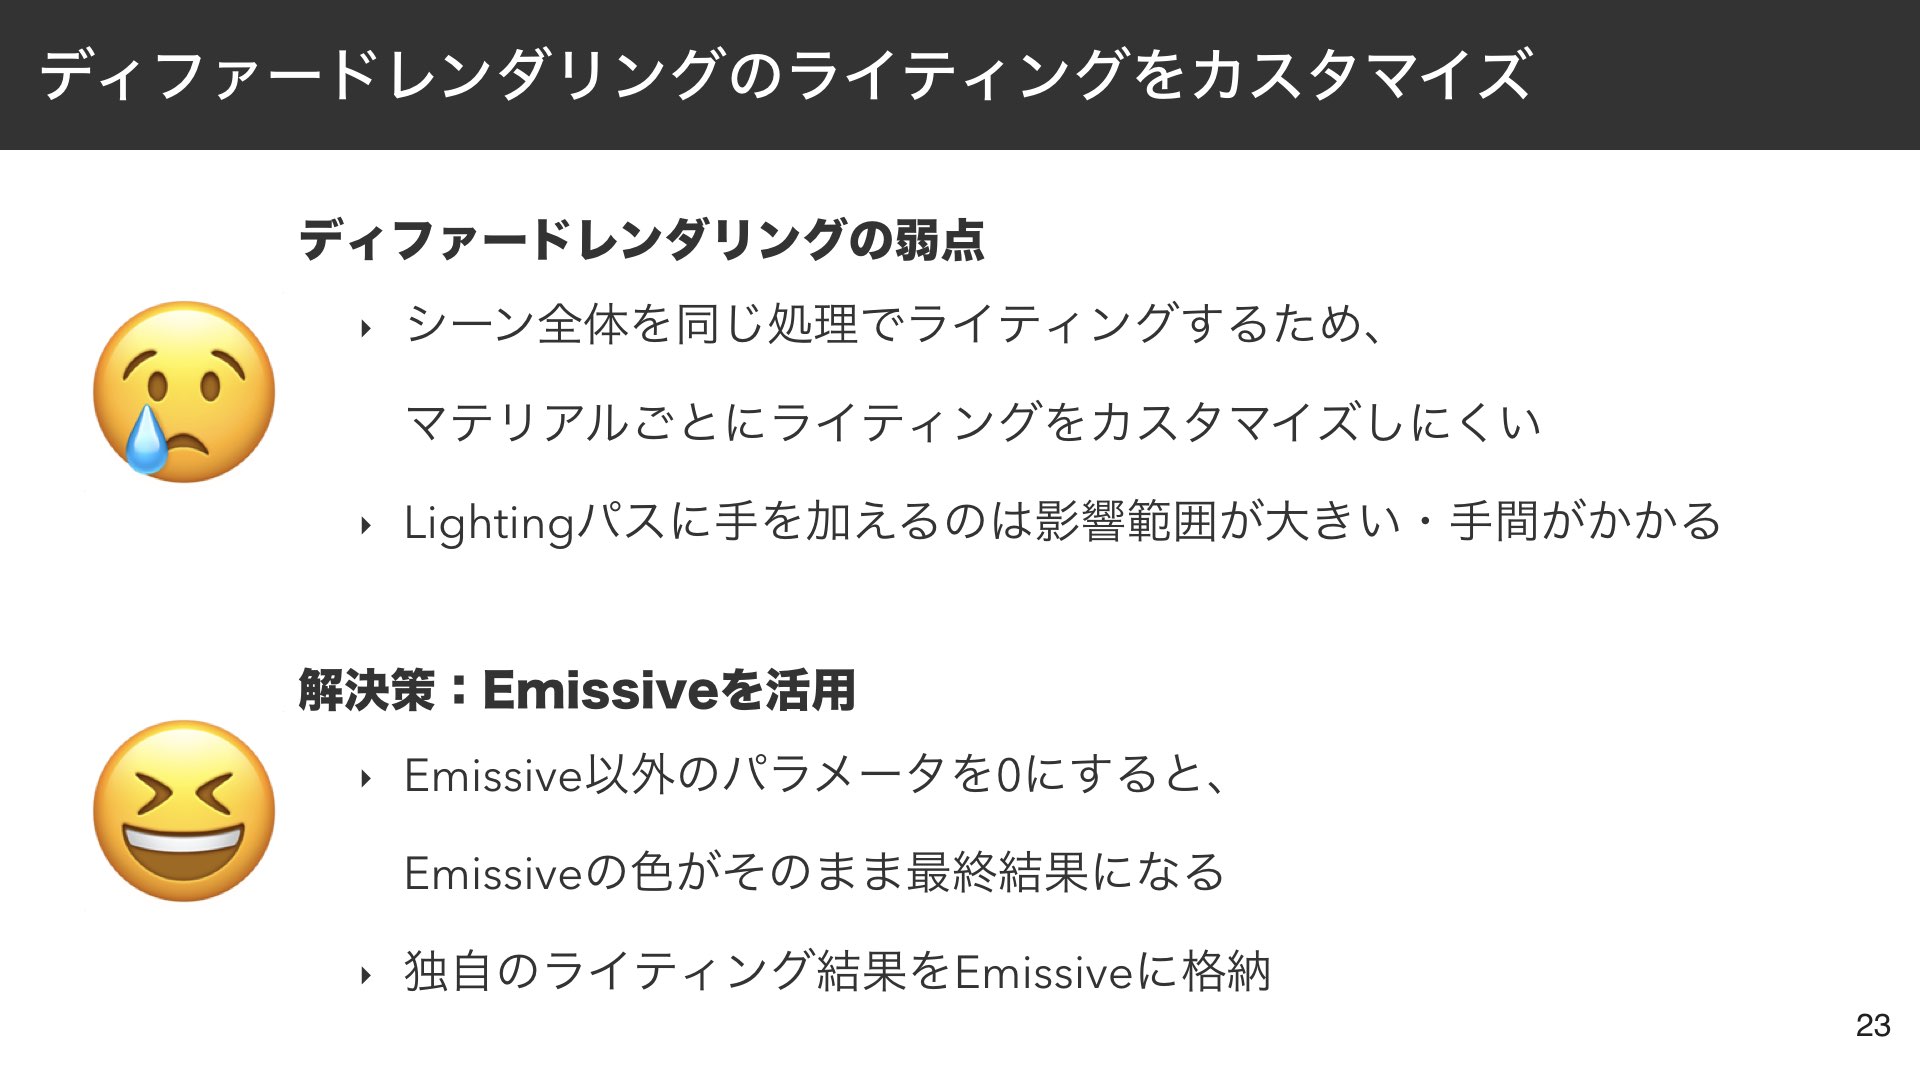 ディファードレンダリングのライティングをカスタマイズ
ディファードレンダリングの弱点
‣ シーン全体を同じ処理でライティングするため、
マテリアルごとにライティングをカスタマイズしにくい
‣ Lightingパスに手を加えるのは影響範囲が大きい・手間がかかる
解決策：Emissiveを活用
‣ Emissive以外のパラメータを0にすると、
Emissiveの色がそのまま最終結果になる
‣ 独自のライティング結果をEmissiveに格納
23